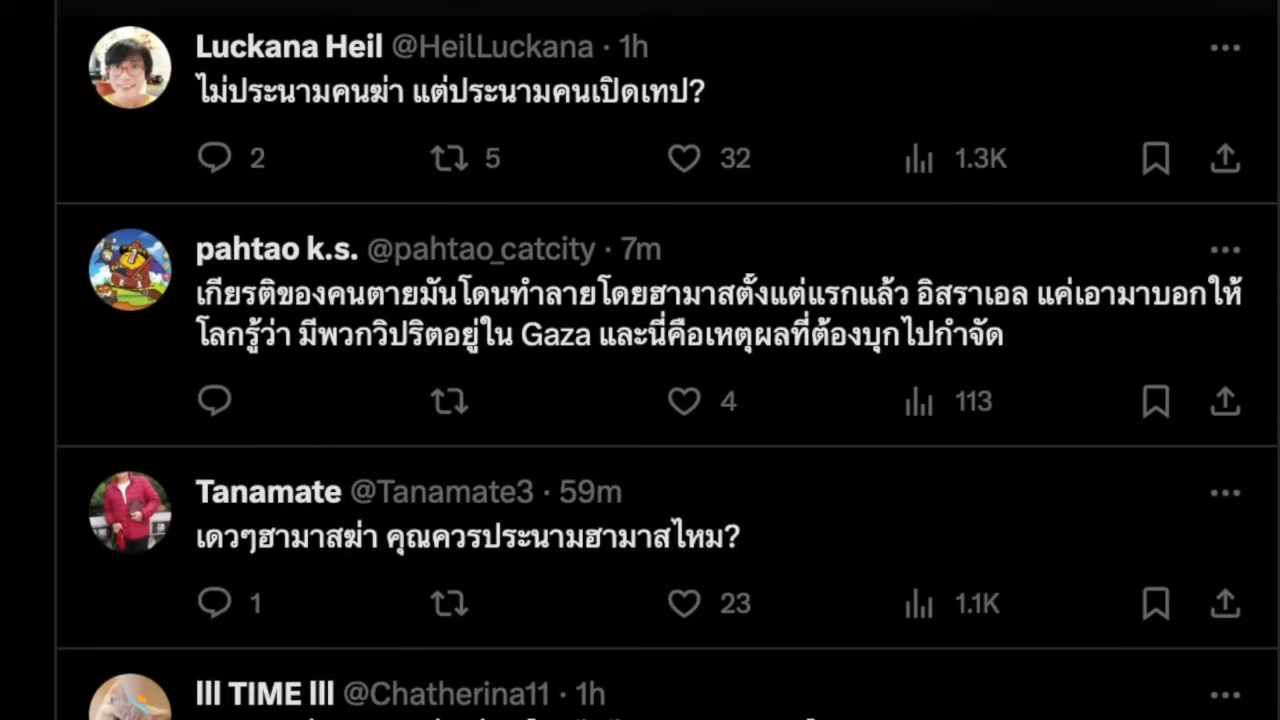 Luckana Heil @HeilLuckana · 1h
ไม่ประนามคนฆ่า แต่ประนามคนเปิดเทป?
2 5 32 1.3K
pahtao k.s. @pahtao_catcity · 7m
เกียรติของคนตายมันโดนทำลายโดยฮามาสตั้งแต่แรกแล้ว อิสราเอล แค่เอามาบอกให้
โลกรู้ว่า มีพวกวิปริตอยู่ใน Gaza และนี่คือเหตุผลที่ต้องบุกไปกำจัด
4 113
Tanamate @Tanamate3 · 59m
เดวๆฮามาสฆ่า คุณควรประนามฮามาสไหม?
1 23 1.1K
lll TIME lll @Chatherina11 · 1h